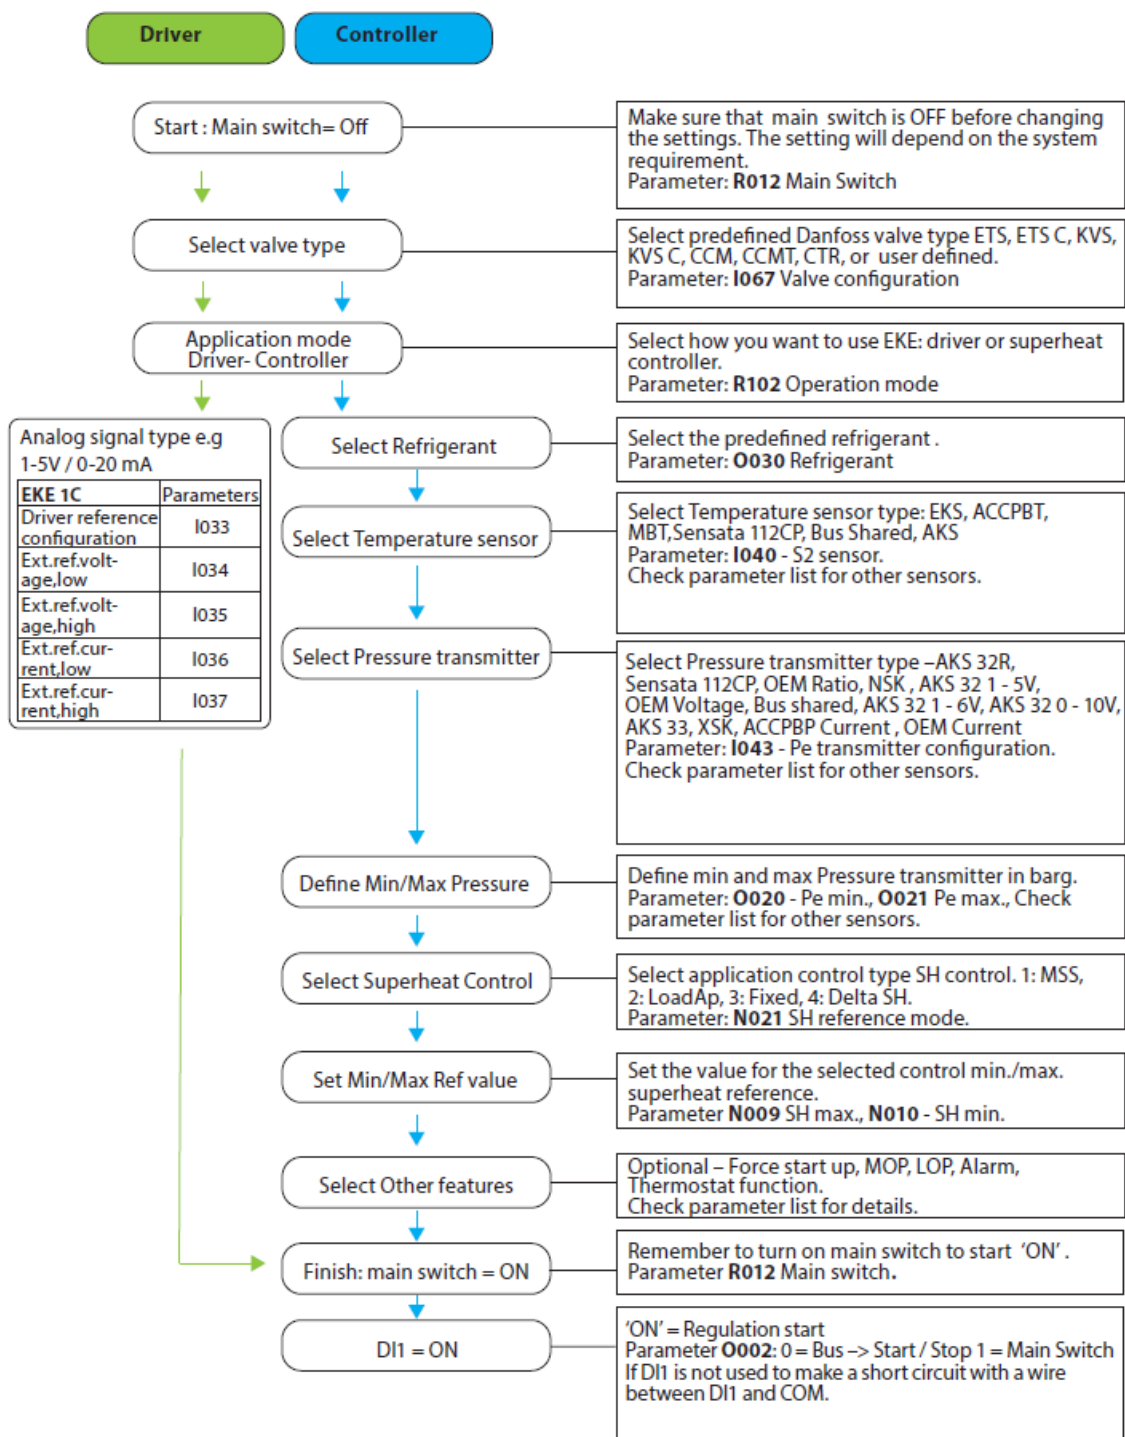 Driver
Controller
Start : Main switch= Off
Make sure that main switch is OFF before changing
the settings. The setting will depend on the system
requirement.
Parameter: R012 Main Switch
Select valve type
Select predefined Danfoss valve type ETS, ETS C, KVS,
KVS C, CCM, CCMT, CTR, or user defined.
Parameter: I067 Valve configuration
Application mode
Driver- Controller
Select how you want to use EKE: driver or superheat
controller.
Parameter: R102 Operation mode
Analog signal type e.g
1-5V / 0-20 mA
EKE 1C Parameters
Driver reference
configuration
I033
Ext.ref.volt-
age,low
I034
Ext.ref.volt-
age,high
I035
Ext.ref.cur-
rent,low
I036
Ext.ref.cur-
rent,high
I037
Select Refrigerant
Select the predefined refrigerant .
Parameter: O030 Refrigerant
Select Temperature sensor
Select Temperature sensor type: EKS, ACCPBT,
MBT,Sensata 112CP, Bus Shared, AKS
Parameter: I040 - S2 sensor.
Check parameter list for other sensors.
Select Pressure transmitter
Select Pressure transmitter type –AKS 32R,
Sensata 112CP, OEM Ratio, NSK , AKS 32 1 - 5V,
OEM Voltage, Bus shared, AKS 32 1 - 6V, AKS 32 0 - 10V,
AKS 33, XSK, ACCPBP Current , OEM Current
Parameter: I043 - Pe transmitter configuration.
Check parameter list for other sensors.
Define Min/Max Pressure
Define min and max Pressure transmitter in barg.
Parameter: O020 - Pe min., O021 Pe max., Check
parameter list for other sensors.
Select Superheat Control
Select application control type SH control. 1: MSS,
2: LoadAp, 3: Fixed, 4: Delta SH.
Parameter: N021 SH reference mode.
Set Min/Max Ref value
Set the value for the selected control min./max.
superheat reference.
Parameter N009 SH max., N010 - SH min.
Select Other features
Optional – Force start up, MOP, LOP, Alarm,
Thermostat function.
Check parameter list for details.
Finish: main switch = ON
Remember to turn on main switch to start ‘ON’ .
Parameter R012 Main switch.
DI1 = ON
‘ON’ = Regulation start
Parameter O002: 0 = Bus –> Start / Stop 1 = Main Switch
If DI1 is not used to make a short circuit with a wire
between DI1 and COM.